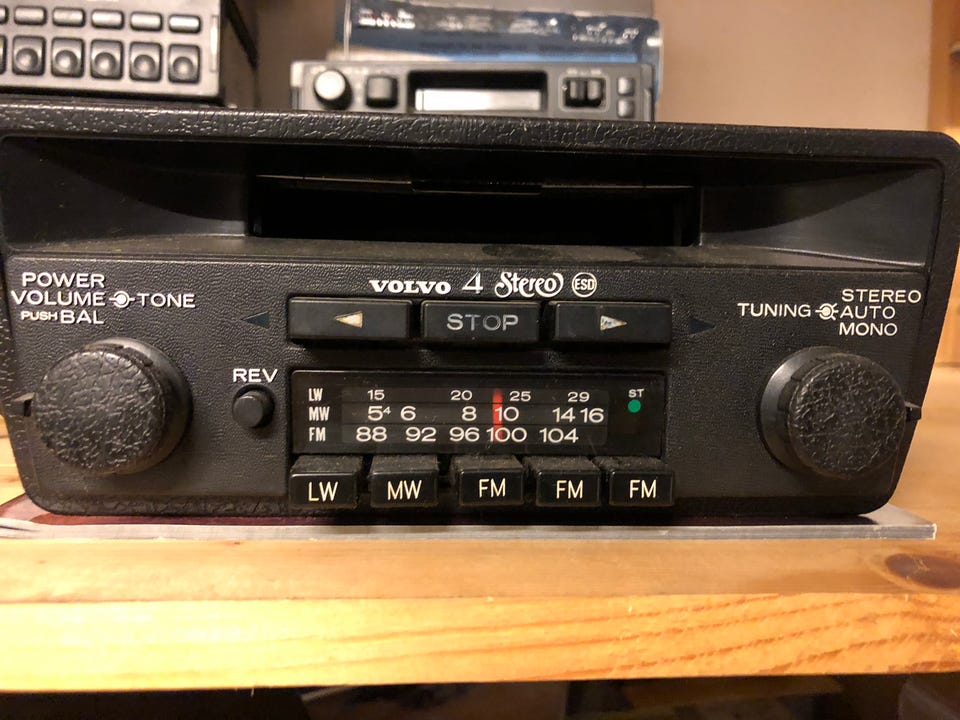 POWER
VOLUME TONE
PUSH BAL
VOLVO 4 Stereo ESD
STOP
TUNING STEREO
AUTO
MONO
REV
LW 15 20 25 29 ST
MW 5⁴ 6 8 10 14 16
FM 88 92 96 100 104
LW MW FM FM FM